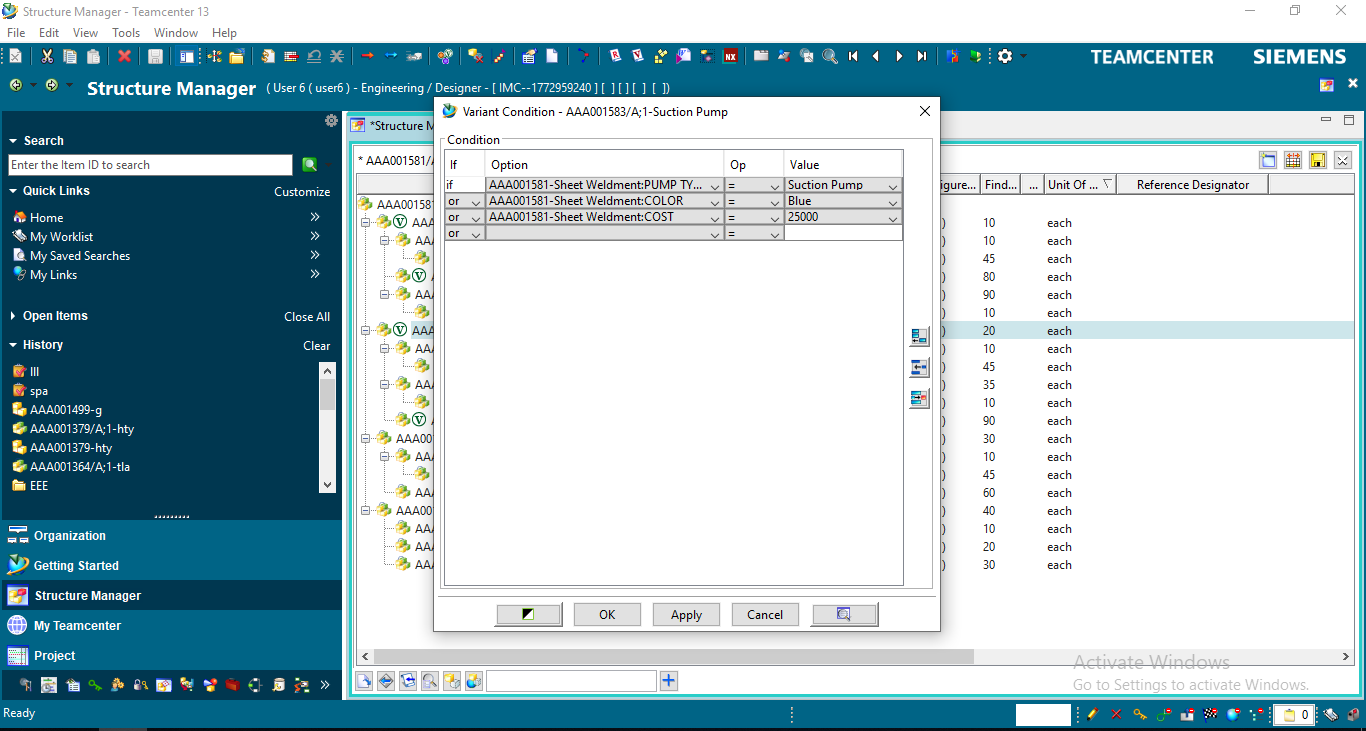 Structure Manager - Teamcenter 13
File Edit View Tools Window Help
TEAMCENTER SIEMENS
Structure Manager ( User 6 ( user6 ) - Engineering / Designer - [ IMC--1772959240 ] [ ] [ ] [ ] [ ])
Search
Enter the Item ID to search
Quick Links Customize
Home
My Worklist
My Saved Searches
My Links
Open Items Close All
History Clear
lll
spa
AAA001499-g
AAA001379/A;1-hty
AAA001379-hty
AAA001364/A;1-tla
EEE
Organization
Getting Started
Structure Manager
My Teamcenter
Project
Ready
*Structure M
* AAA001581/
AAA00158
AAA
AAA
AAA
AAA
AAA
AAA
AAA00
AAA
AAA00
AAA
AAA
AAA
Variant Condition - AAA001583/A;1-Suction Pump
Condition
If Option Op Value
if AAA001581-Sheet Weldment:PUMP TY... = Suction Pump
or AAA001581-Sheet Weldment:COLOR = Blue
or AAA001581-Sheet Weldment:COST = 25000
or =
OK Apply Cancel
igure... Find... ... Unit Of ... Reference Designator
) 10 each
) 10 each
) 45 each
) 80 each
) 90 each
) 10 each
) 20 each
) 10 each
) 45 each
) 35 each
) 10 each
) 90 each
) 30 each
) 10 each
) 45 each
) 60 each
) 40 each
) 10 each
) 20 each
) 30 each
Activate Windows
Go to Settings to activate Windows.
0